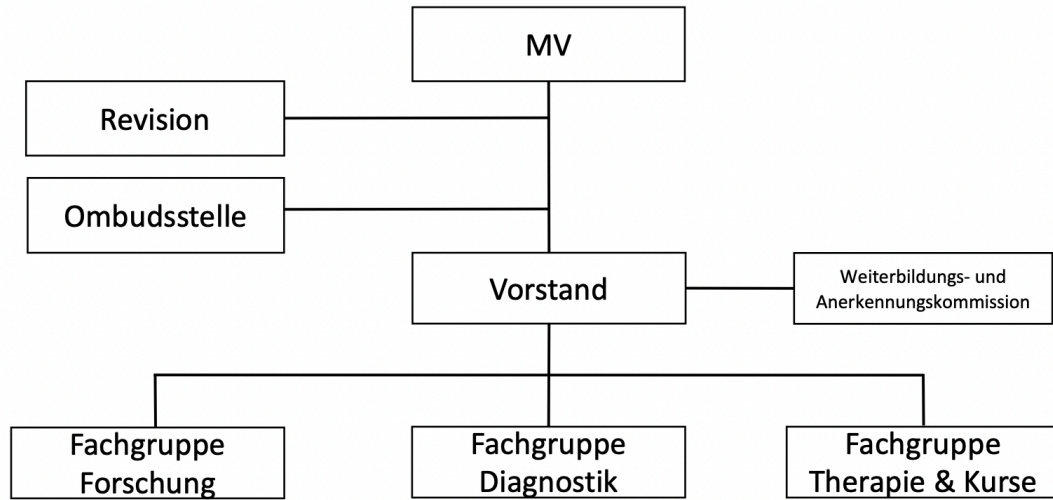 MV
Revision
Ombudsstelle
Vorstand
Weiterbildungs- und
Anerkennungskommission
Fachgruppe
Forschung
Fachgruppe
Diagnostik
Fachgruppe
Therapie & Kurse